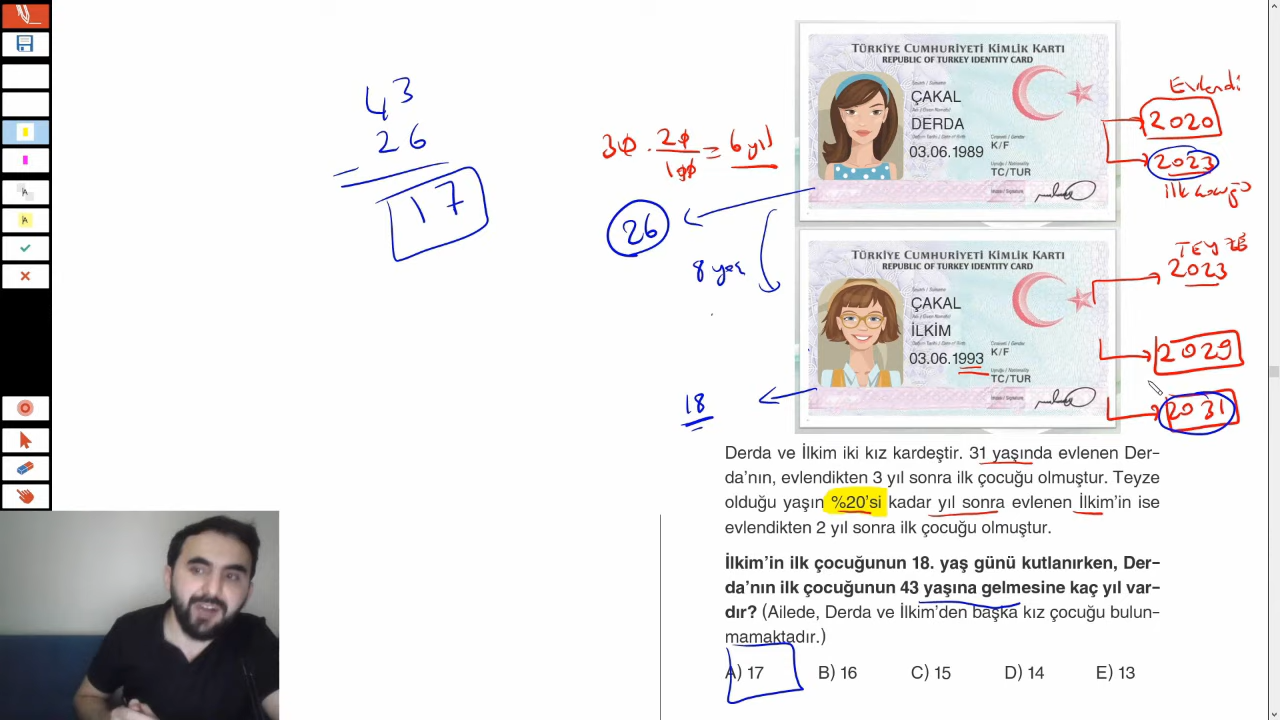 43
26
17
30 · 20/100 = 6 yıl
26
8 yaş
18
TÜRKİYE CUMHURİYETİ KİMLİK KARTI
REPUBLIC OF TURKEY IDENTITY CARD
ÇAKAL
DERDA
03.06.1989
K/F
TC/TUR
Evlendi
2020
2023
ilk çocuğ
TÜRKİYE CUMHURİYETİ KİMLİK KARTI
REPUBLIC OF TURKEY IDENTITY CARD
ÇAKAL
İLKİM
03.06.1993
K/F
TC/TUR
TEYZE
2023
2029
2031
Derda ve İlkim iki kız kardeştir. 31 yaşında evlenen Der–
da'nın, evlendikten 3 yıl sonra ilk çocuğu olmuştur. Teyze
olduğu yaşın %20'si kadar yıl sonra evlenen İlkim'in ise
evlendikten 2 yıl sonra ilk çocuğu olmuştur.
İlkim'in ilk çocuğunun 18. yaş günü kutlanırken, Der–
da'nın ilk çocuğunun 43 yaşına gelmesine kaç yıl var–
dır? (Ailede, Derda ve İlkim'den başka kız çocuğu bulun–
mamaktadır.)
A) 17 B) 16 C) 15 D) 14 E) 13